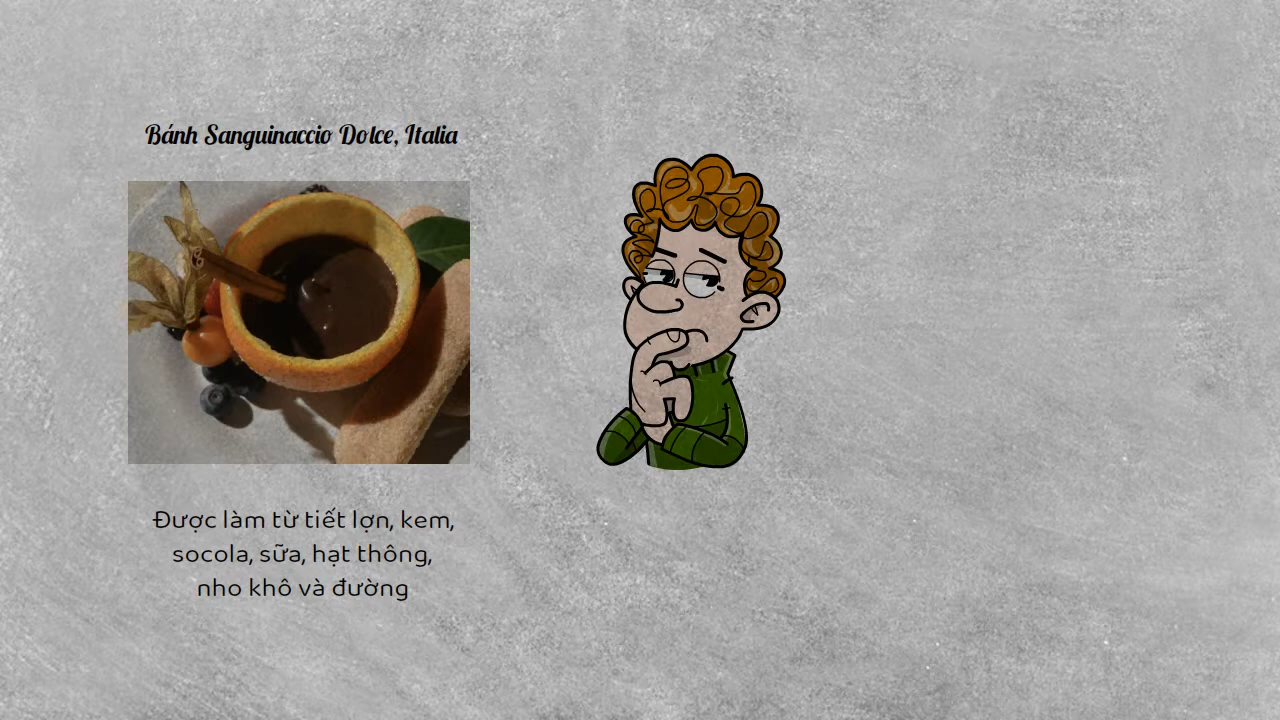 Bánh Sanguinaccio Dolce, Italia
Được làm từ tiết lợn, kem,
socola, sữa, hạt thông,
nho khô và đường